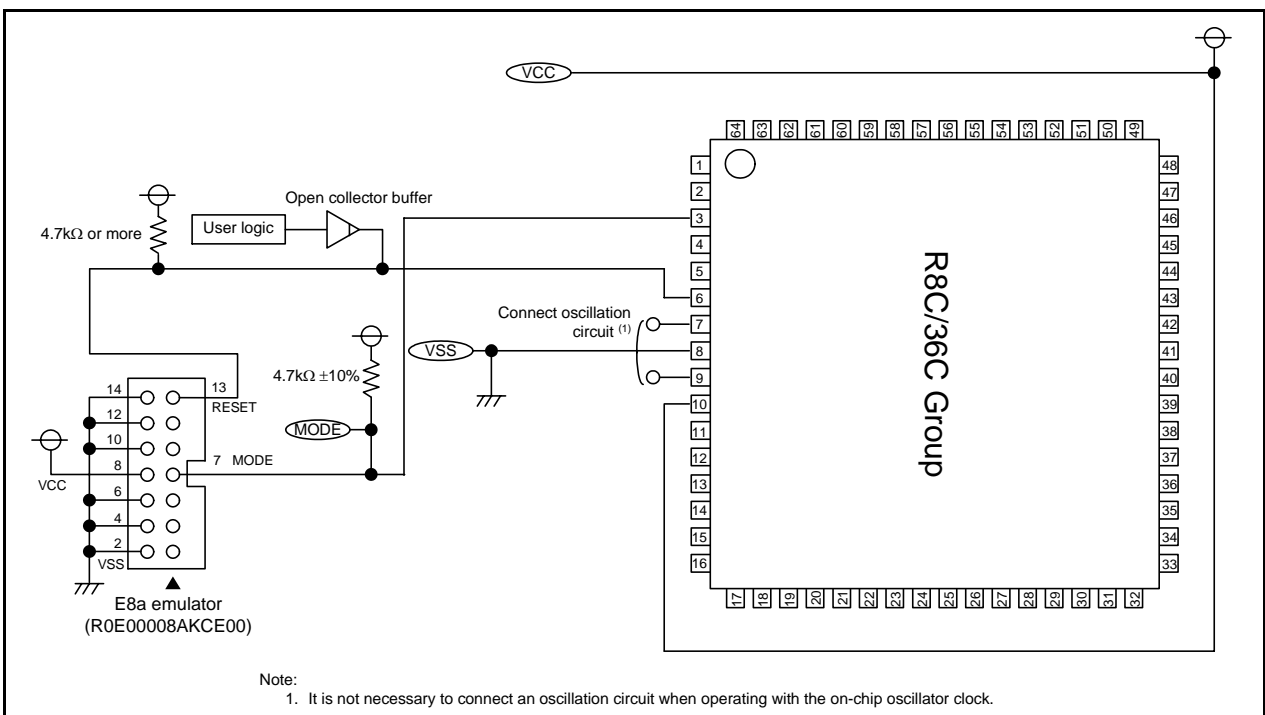 VCC
64 63 62 61 60 59 58 57 56 55 54 53 52 51 50 49
1
2
3
4
5
6
7
8
9
10
11
12
13
14
15
16
48
47
46
45
44
43
42
41
40
39
38
37
36
35
34
33
17 18 19 20 21 22 23 24 25 26 27 28 29 30 31 32
R8C/36C Group
Open collector buffer
User logic
4.7kΩ or more
Connect oscillation
circuit (1)
VSS
4.7kΩ ±10%
MODE
14
13
RESET
12
10
8
7 MODE
VCC
6
4
2
VSS
E8a emulator
(R0E00008AKCE00)
Note:
1. It is not necessary to connect an oscillation circuit when operating with the on-chip oscillator clock.